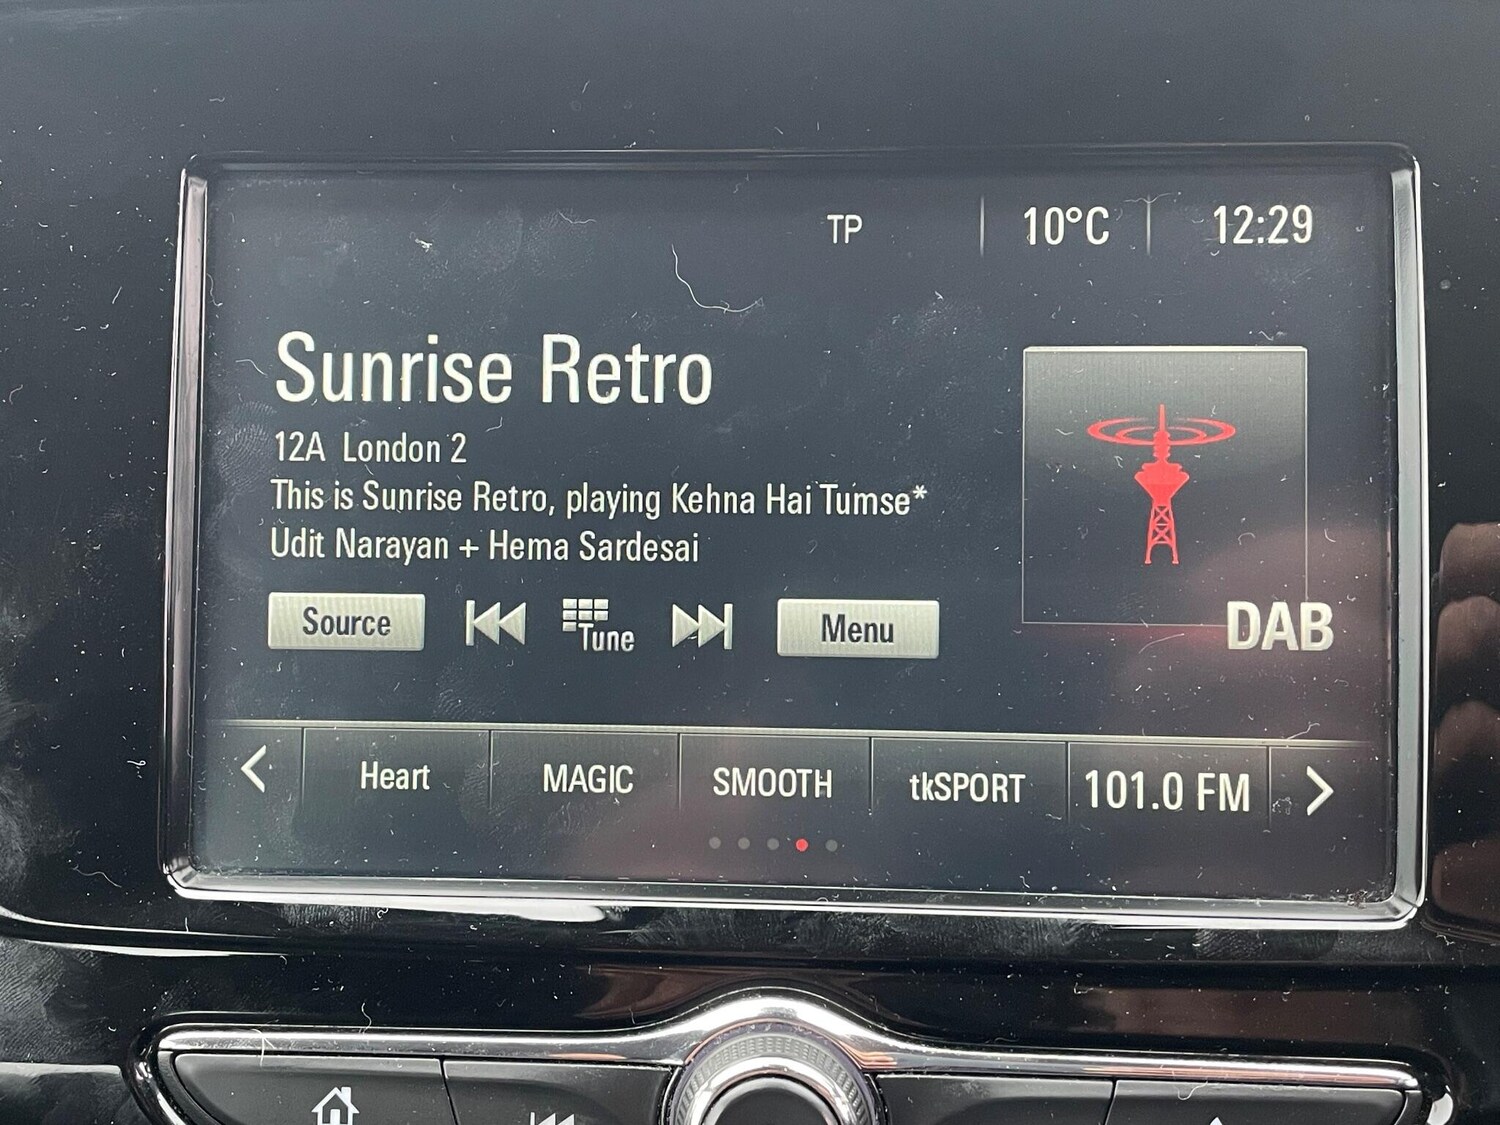 TP 10°C 12:29
Sunrise Retro
12A London 2
This is Sunrise Retro, playing Kehna Hai Tumse*
Udit Narayan + Hema Sardesai
DAB
Source Tune Menu
Heart MAGIC SMOOTH tkSPORT 101.0 FM